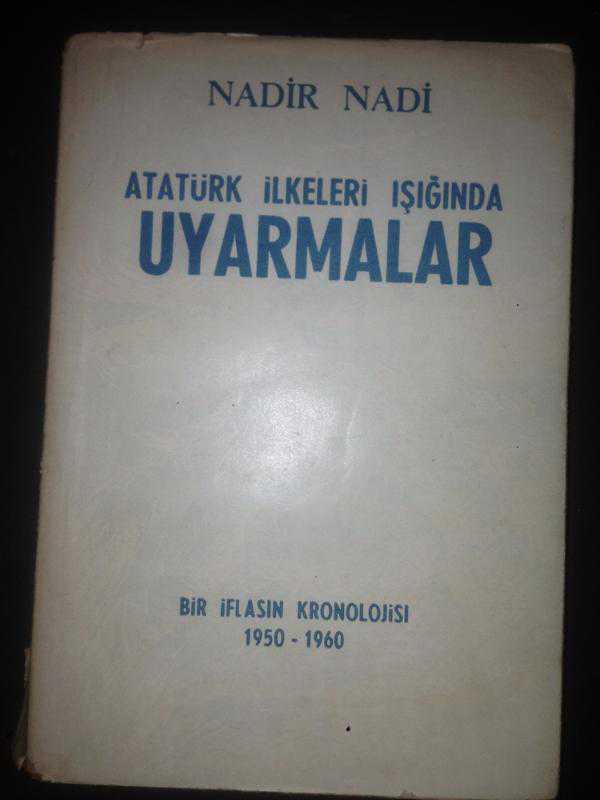 NADİR NADİ
ATATÜRK İLKELERİ IŞIĞINDA
UYARMALAR
BİR İFLASIN KRONOLOJİSİ
1950 - 1960